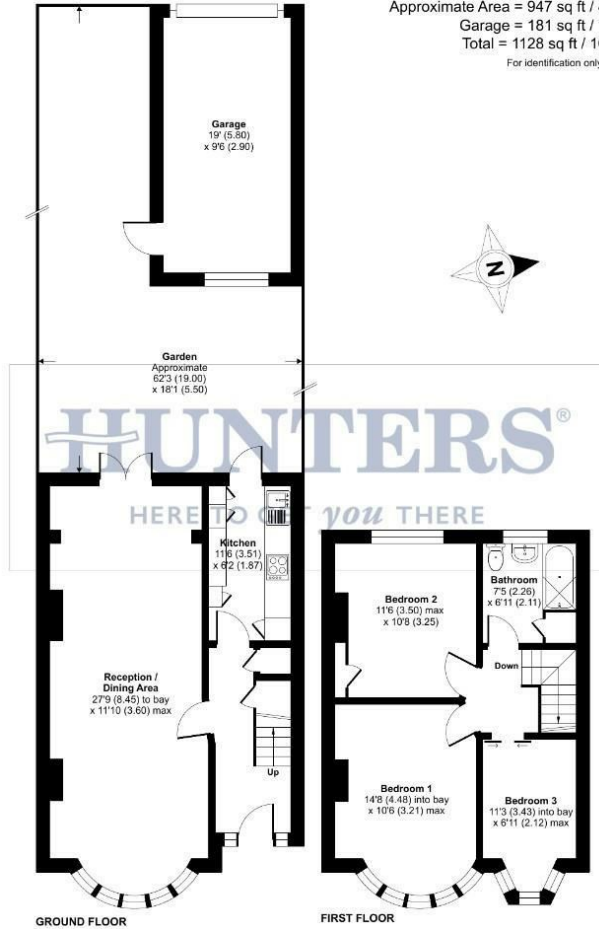 Approximate Area = 947 sq ft /
Garage = 181 sq ft /
Total = 1128 sq ft /
For identification only
Garage
19' (5.80)
x 9'6 (2.90)
N
Garden
Approximate
62'3 (19.00)
x 18'1 (5.50)
HUNTERS®
HERE TO GET you THERE
Kitchen
11'6 (3.51)
x 6'2 (1.87)
Reception /
Dining Area
27'9 (8.45) to bay
x 11'10 (3.60) max
Up
Bedroom 2
11'6 (3.50) max
x 10'8 (3.25)
Bathroom
7'5 (2.26)
x 6'11 (2.11)
Down
Bedroom 1
14'8 (4.48) into bay
x 10'6 (3.21) max
Bedroom 3
11'3 (3.43) into bay
x 6'11 (2.12) max
GROUND FLOOR
FIRST FLOOR